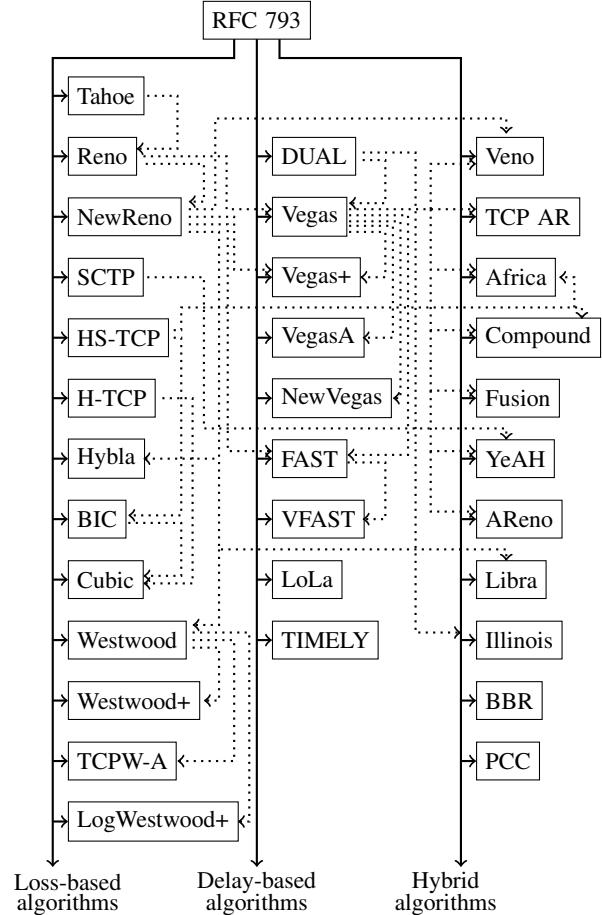 RFC 793
Tahoe
Reno
NewReno
SCTP
HS-TCP
H-TCP
Hybla
BIC
Cubic
Westwood
Westwood+
TCPW-A
LogWestwood+
Loss-based
algorithms
DUAL
Vegas
Vegas+
VegasA
NewVegas
FAST
VFAST
LoLa
TIMELY
Delay-based
algorithms
Veno
TCP AR
Africa
Compound
Fusion
YeAH
AReno
Libra
Illinois
BBR
PCC
Hybrid
algorithms